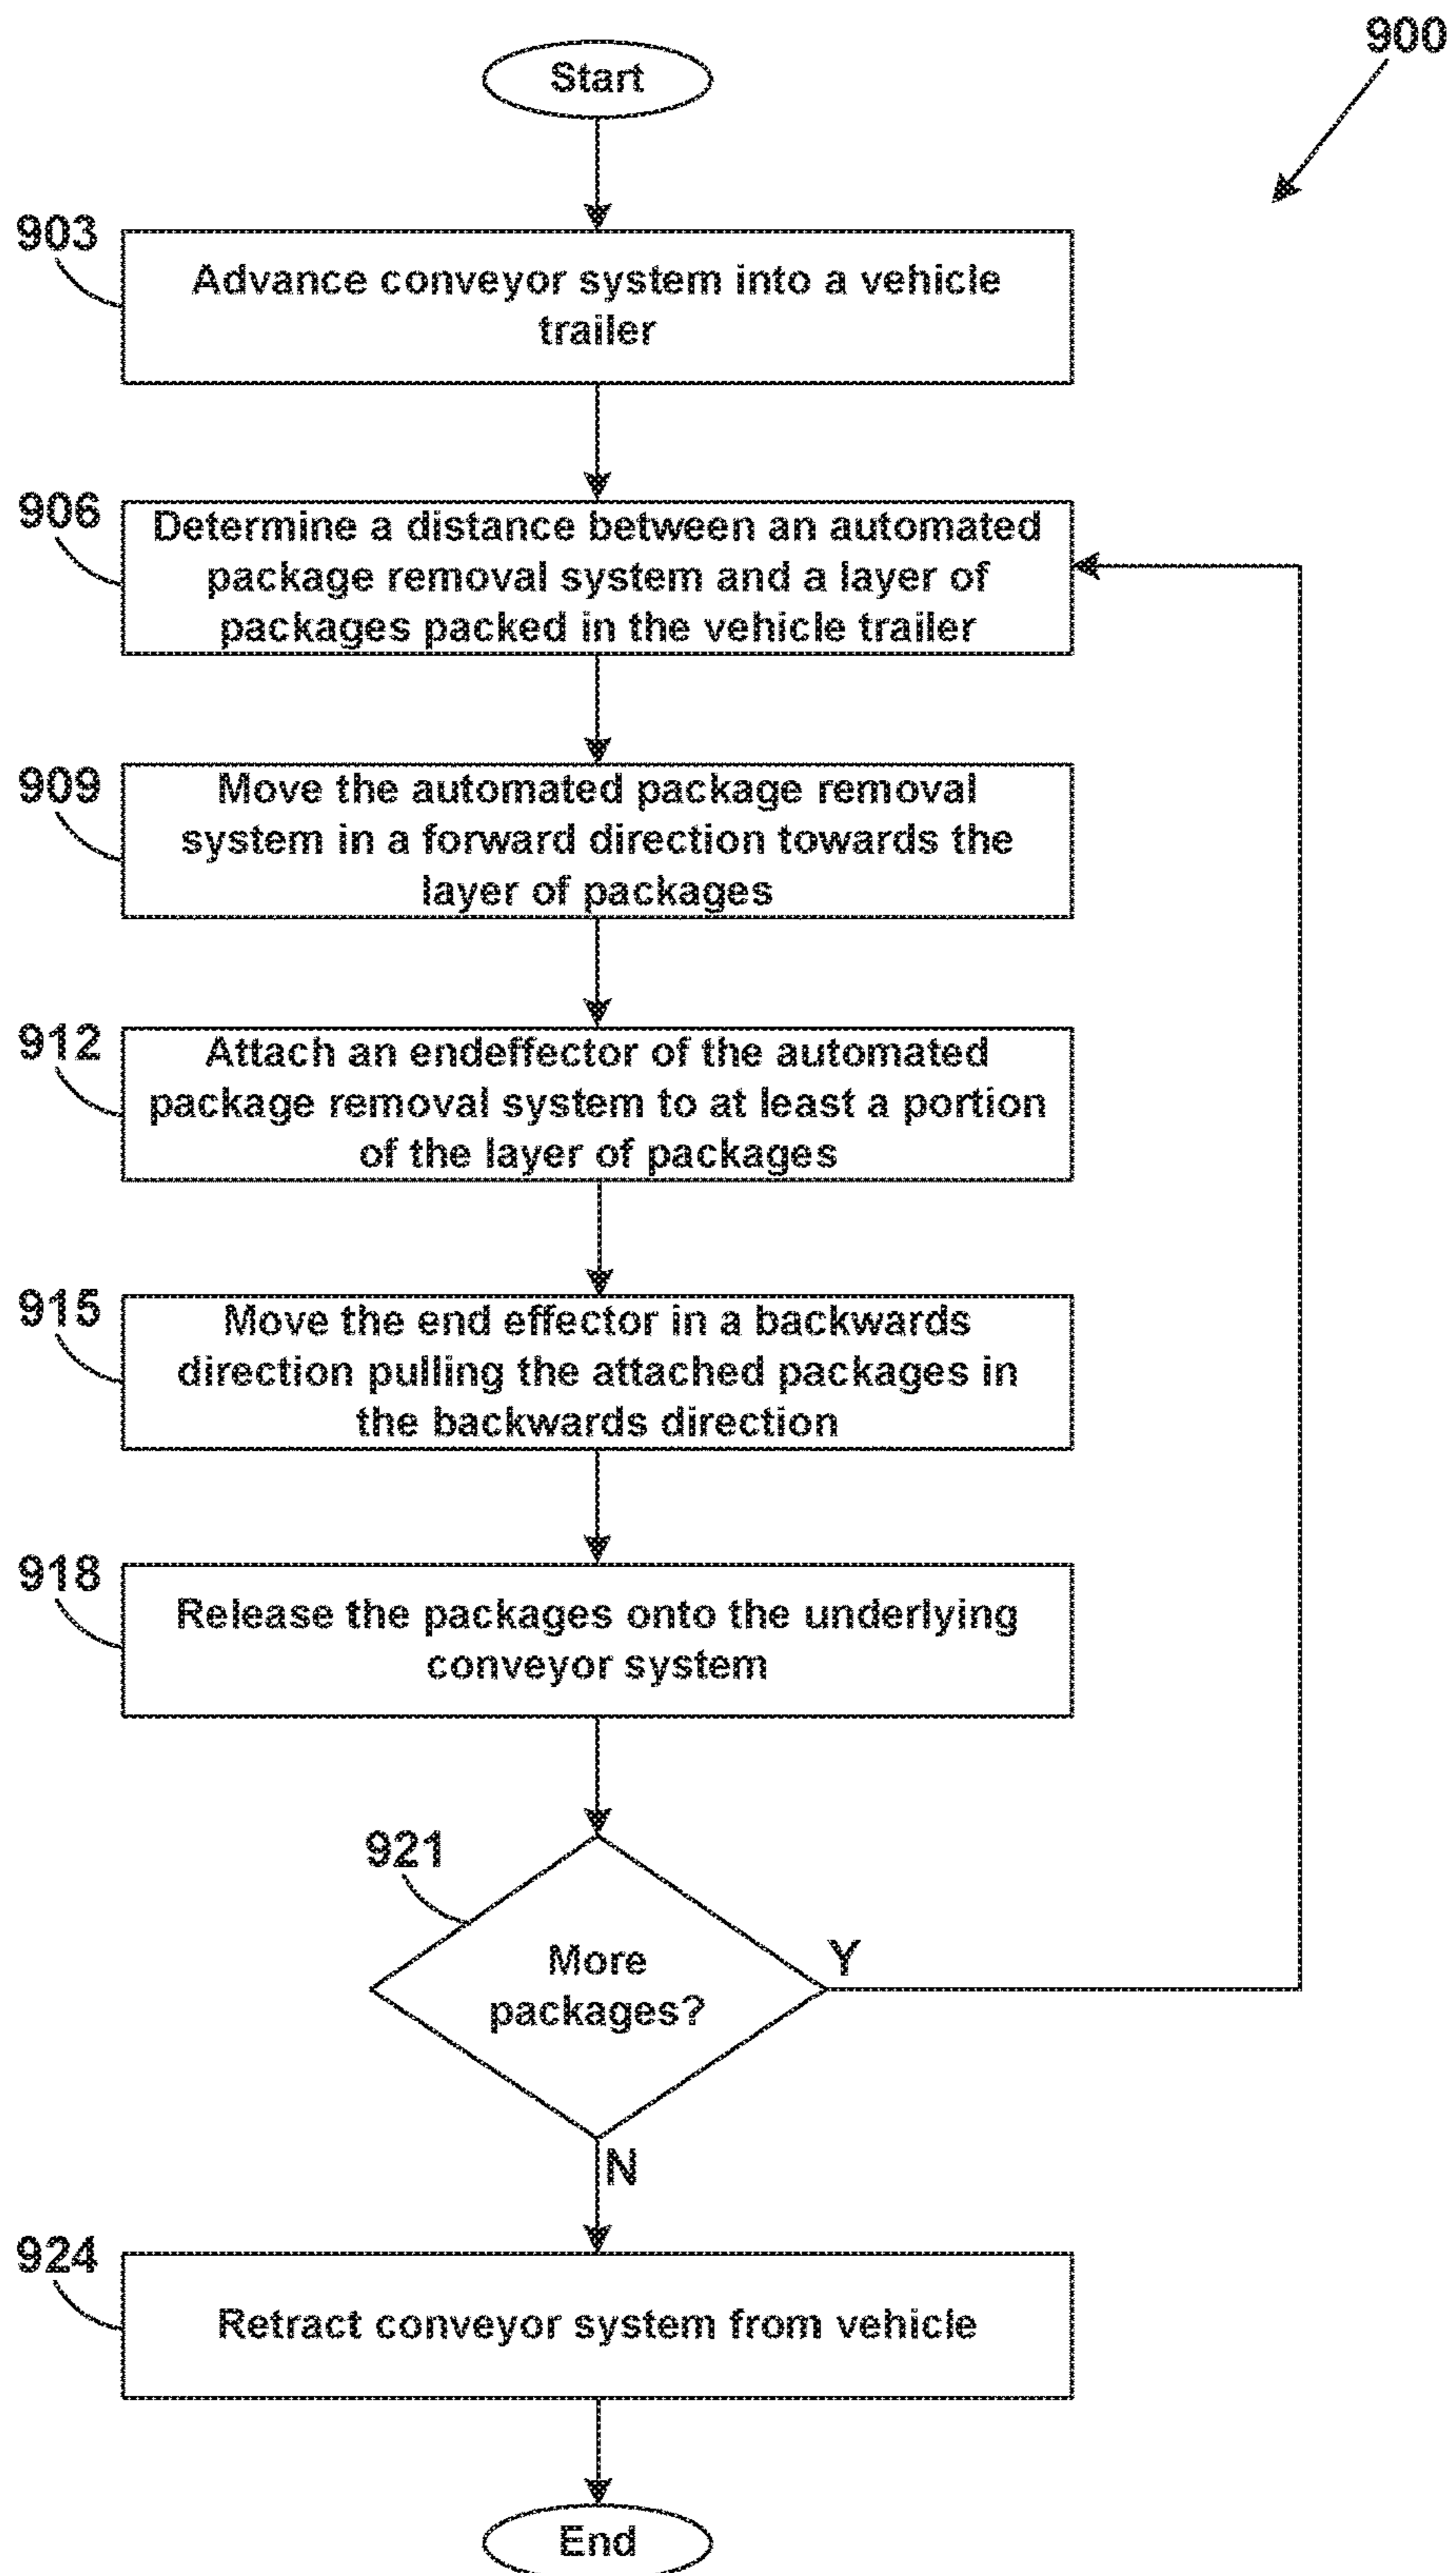 900
Start
903
Advance conveyor system into a vehicle
trailer
906
Determine a distance between an automated
package removal system and a layer of
packages packed in the vehicle trailer
909
Move the automated package removal
system in a forward direction towards the
layer of packages
912
Attach an endeffector of the automated
package removal system to at least a portion
of the layer of packages
915
Move the end effector in a backwards
direction pulling the attached packages in
the backwards direction
918
Release the packages onto the underlying
conveyor system
921
More
packages?
Y
N
924
Retract conveyor system from vehicle
End